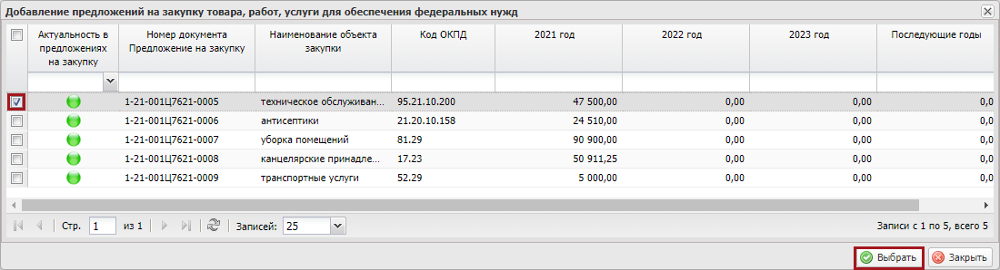 Добавление предложений на закупку товара, работ, услуги для обеспечения федеральных нужд
Актуальность в предложениях на закупку Номер документа Предложение на закупку Наименование объекта закупки Код ОКПД 2021 год 2022 год 2023 год Последующие годы
1-21-001Ц7621-0005 техническое обслуживан... 95.21.10.200 47 500,00 0,00 0,00 0,0
1-21-001Ц7621-0006 антисептики 21.20.10.158 24 510,00 0,00 0,00 0,0
1-21-001Ц7621-0007 уборка помещений 81.29 90 900,00 0,00 0,00 0,0
1-21-001Ц7621-0008 канцелярские принадле... 17.23 50 911,25 0,00 0,00 0,0
1-21-001Ц7621-0009 транспортные услуги 52.29 5 000,00 0,00 0,00 0,0
Стр. 1 из 1 Записей: 25 Записи с 1 по 5, всего 5
Выбрать Закрыть